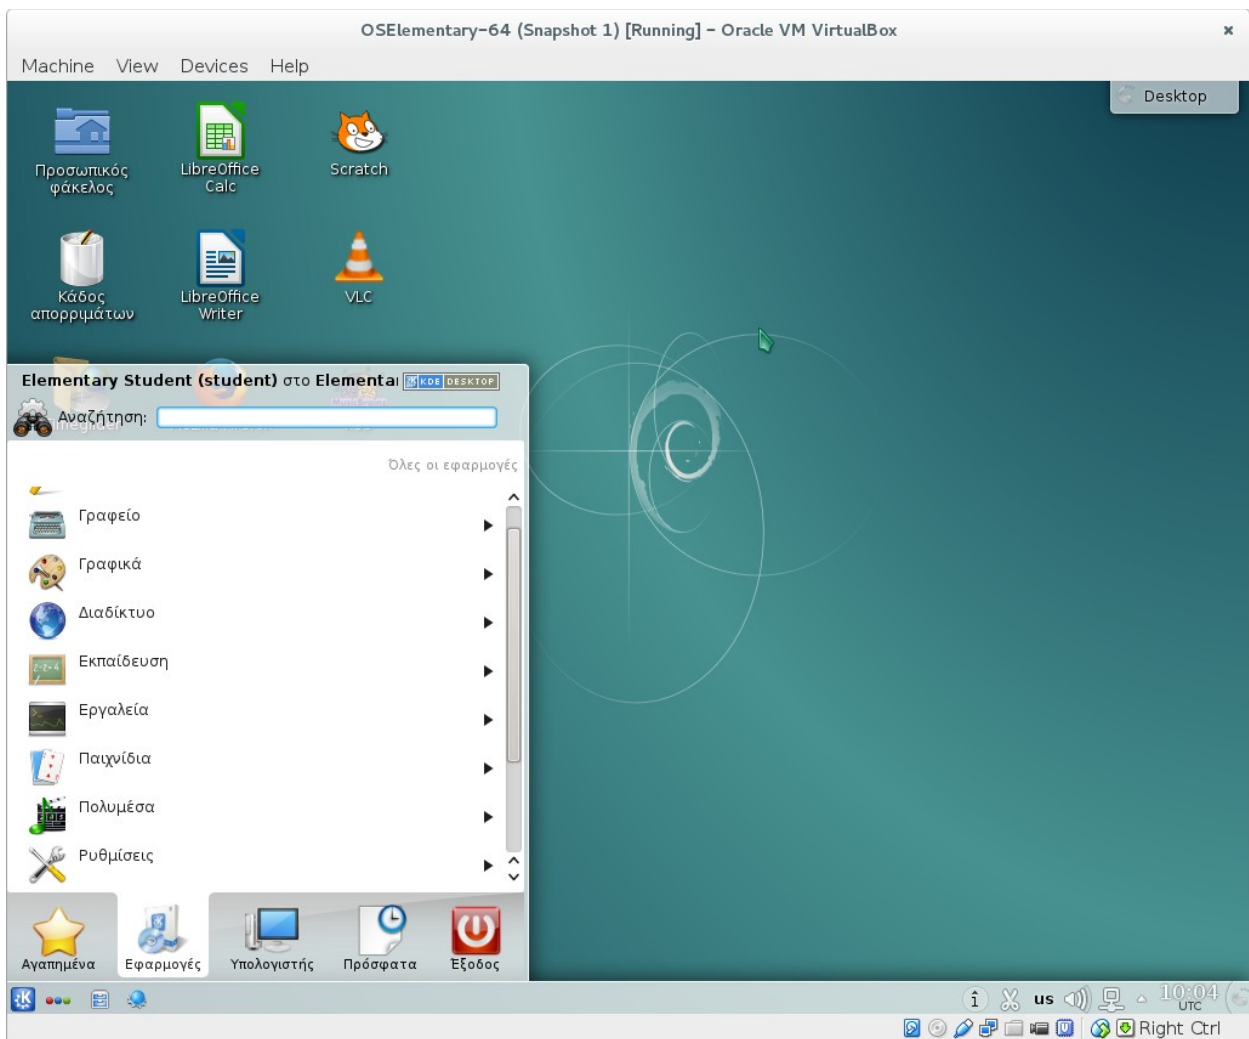 OSElementary-64 (Snapshot 1) [Running] - Oracle VM VirtualBox
Machine View Devices Help
Desktop
Προσωπικός
φάκελος
LibreOffice
Calc
Scratch
Κάδος
απορριμάτων
LibreOffice
Writer
VLC
Elementary Student (student) στο Elementa
KDE DESKTOP
Αναζήτηση:
Όλες οι εφαρμογές
Γραφείο
Γραφικά
Διαδίκτυο
Εκπαίδευση
Εργαλεία
Παιχνίδια
Πολυμέσα
Ρυθμίσεις
Αγαπημένα Εφαρμογές Υπολογιστής Πρόσφατα Έξοδος
us 10:04
UTC
Right Ctrl